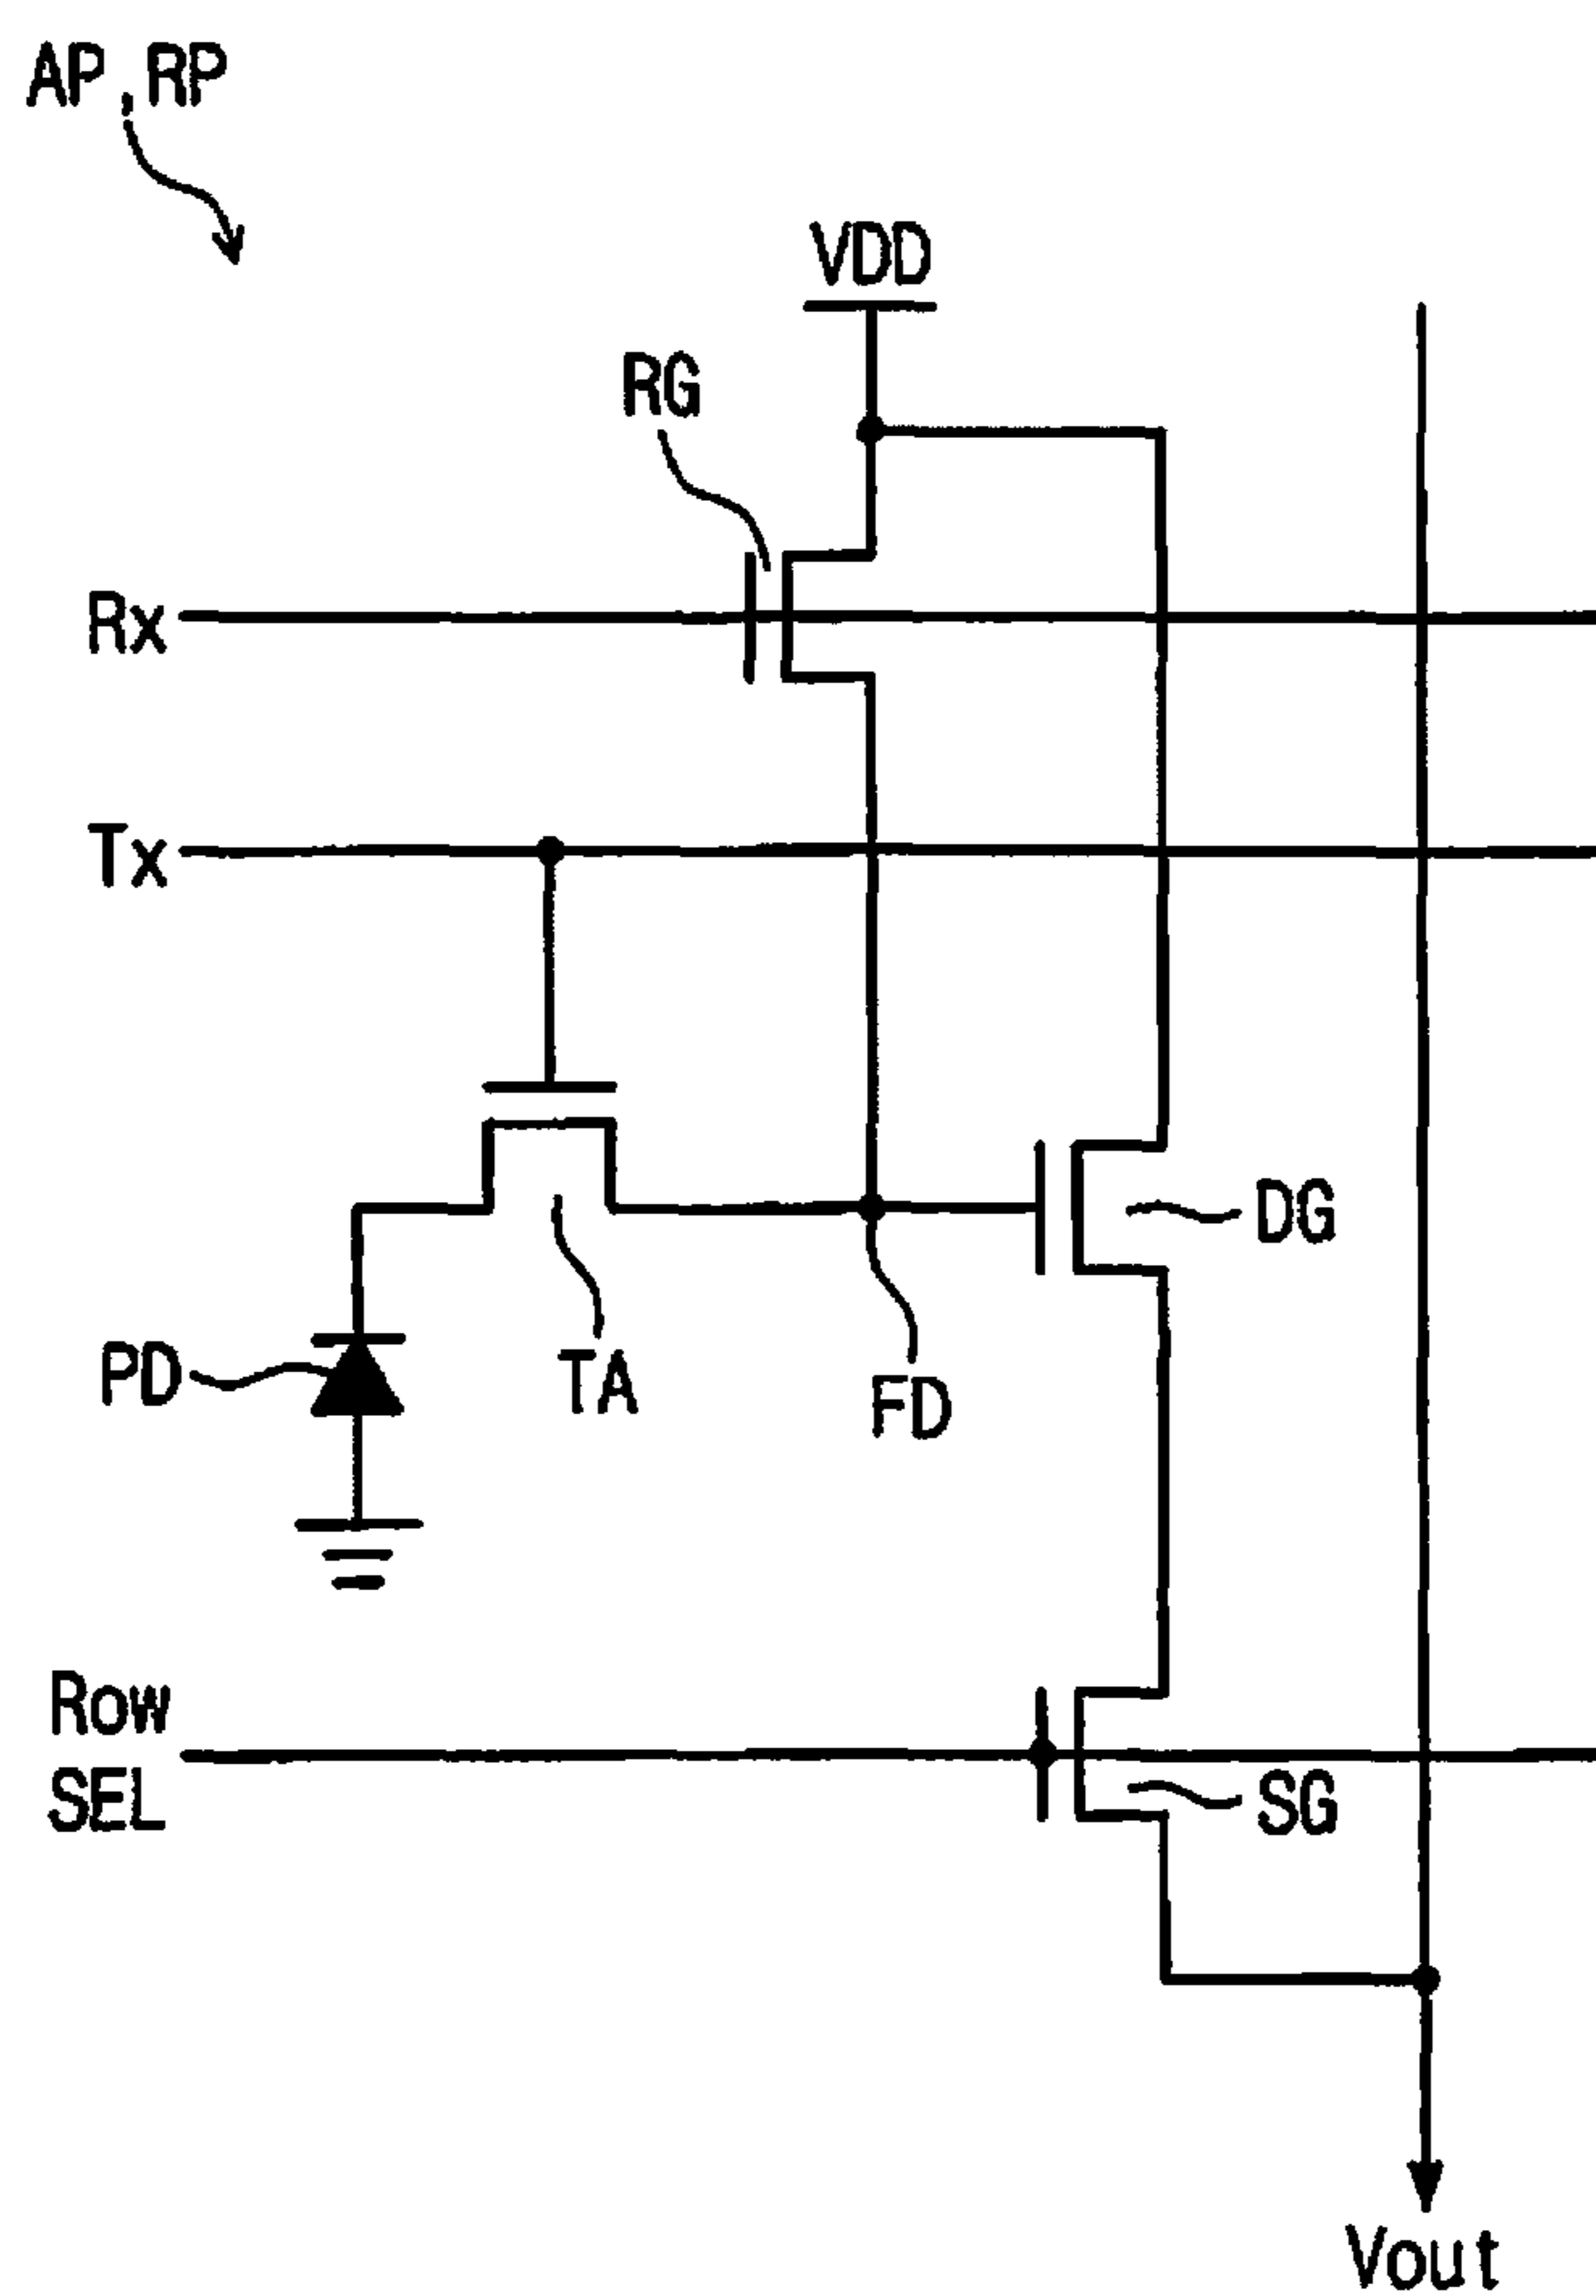 AP, RP
VDD
RG
Rx
Tx
DG
PD
TA
FD
Row
SEL
SG
Vout